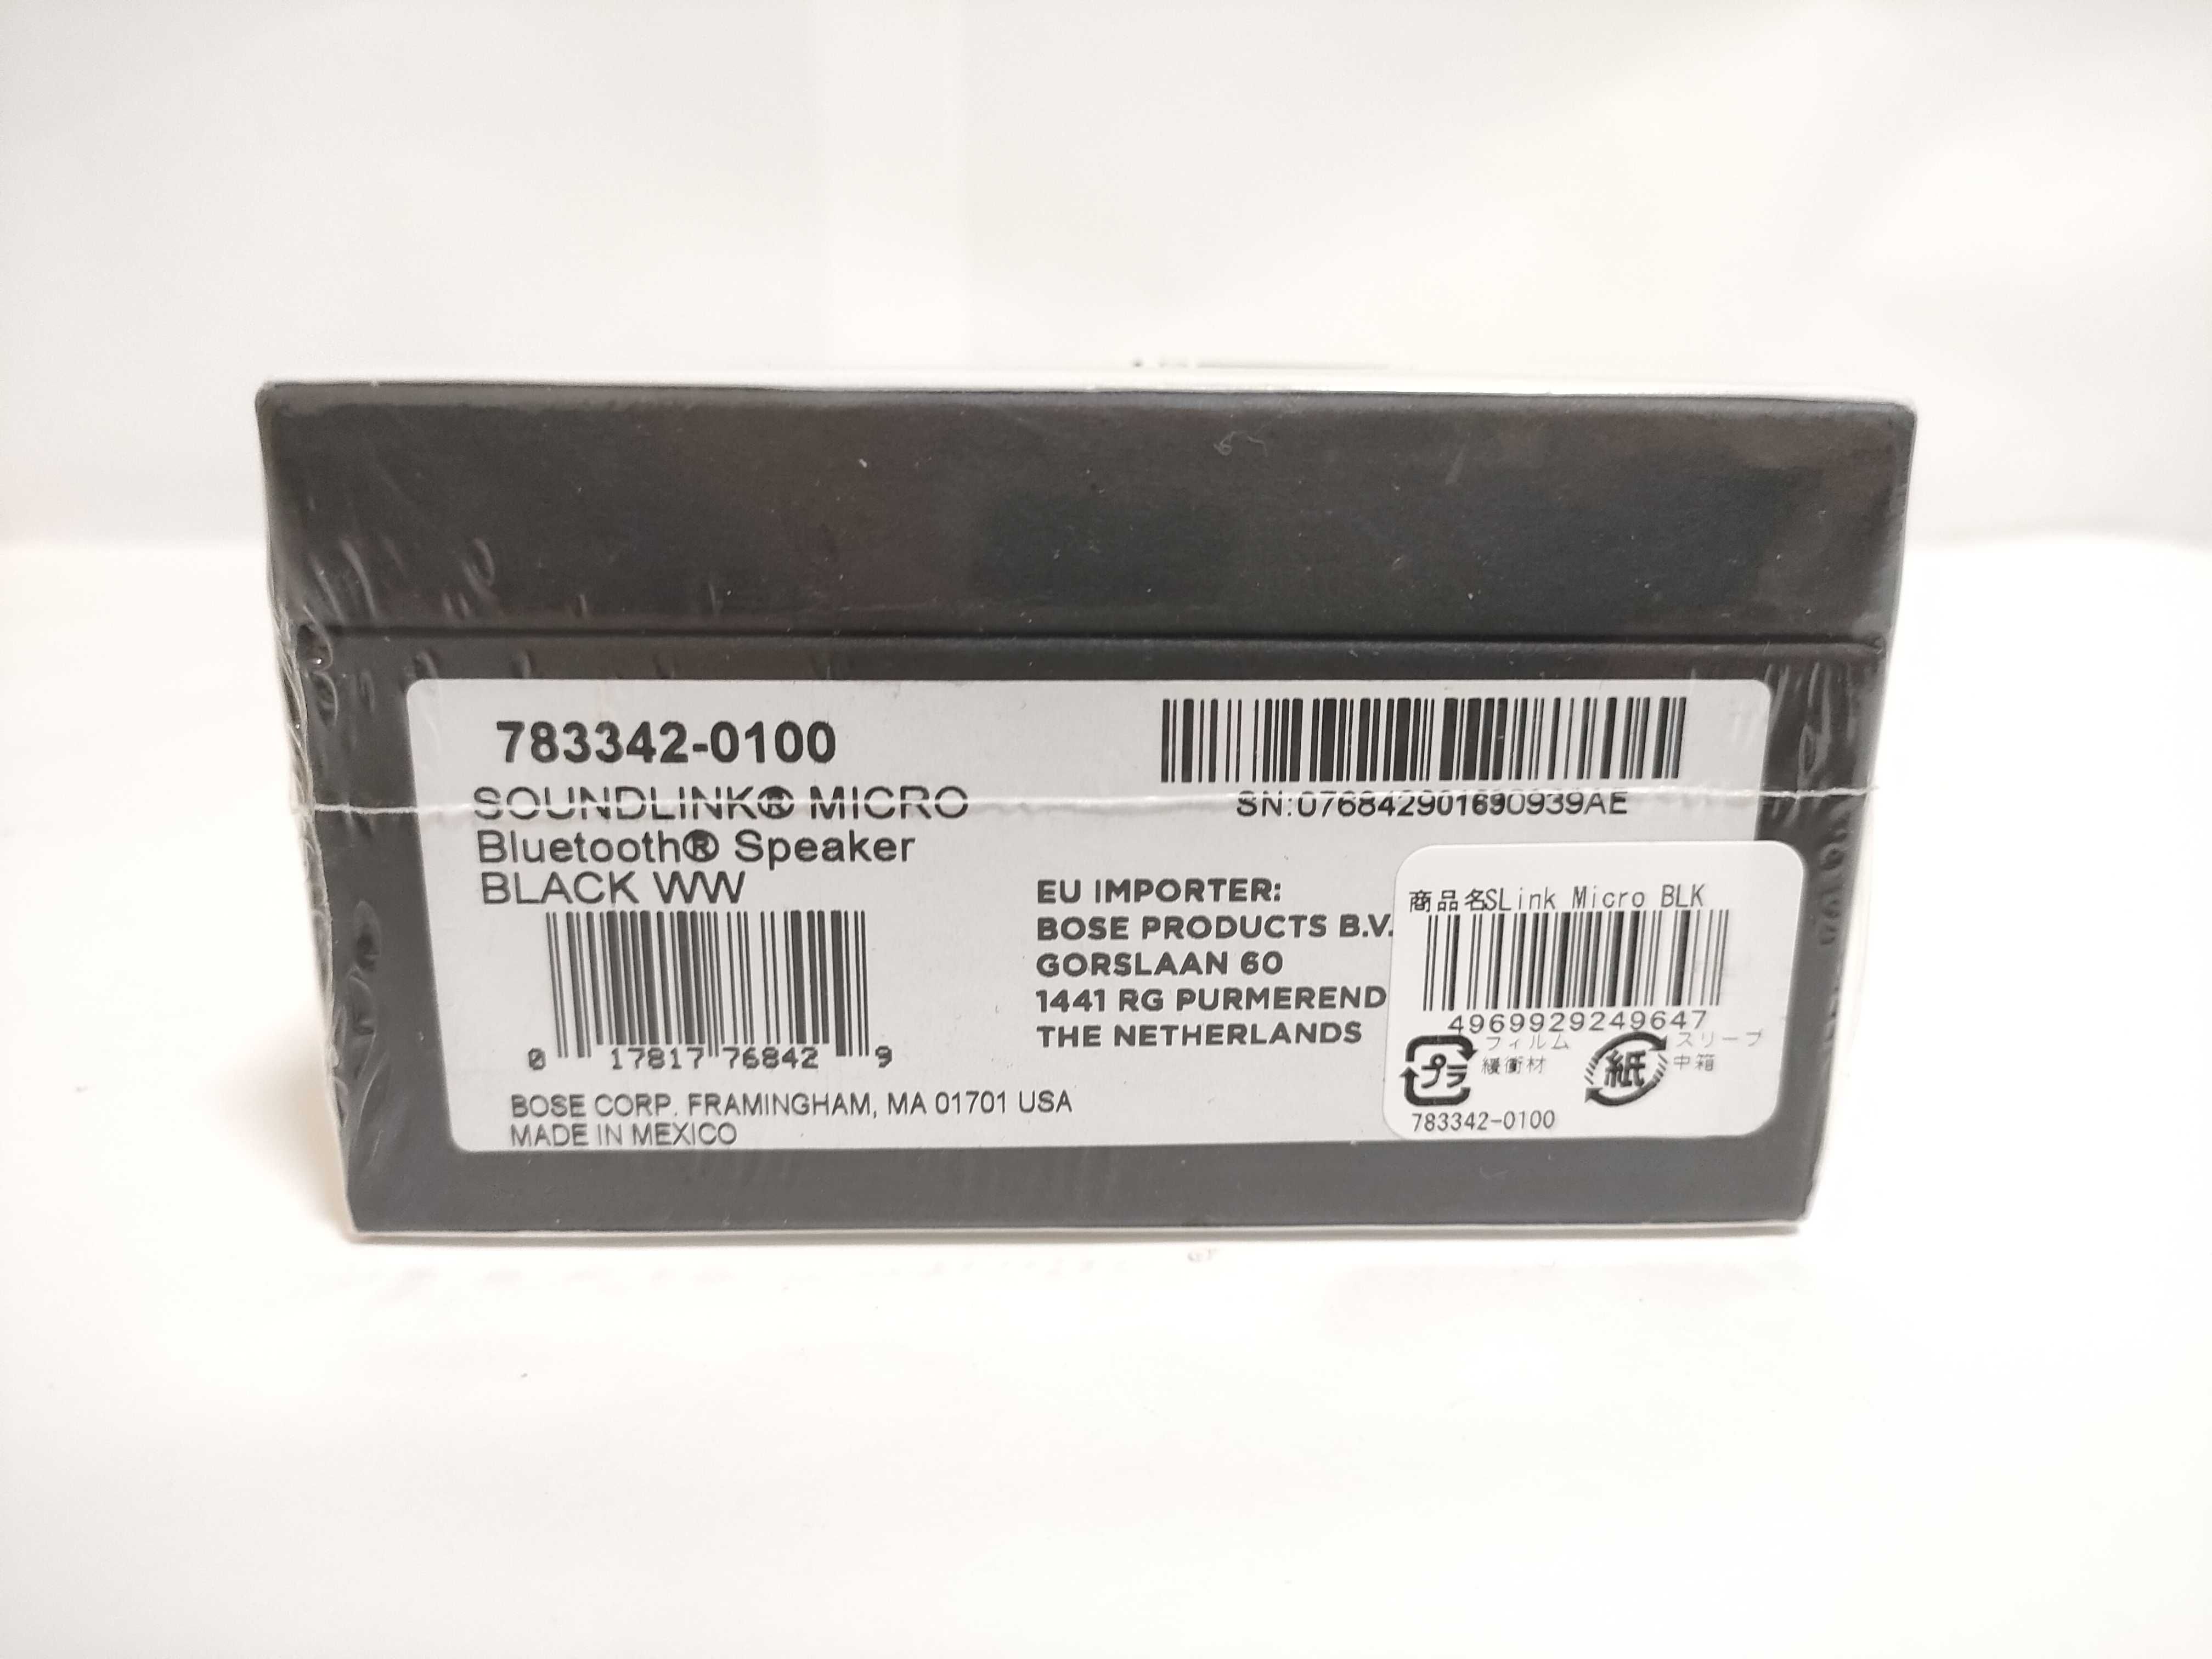 783342-0100
SOUNDLINK® MICRO
Bluetooth® Speaker
BLACK WW
0 17817 76842 9
BOSE CORP. FRAMINGHAM, MA 01701 USA
MADE IN MEXICO
SN:076842901690939AE
EU IMPORTER:
BOSE PRODUCTS B.V.
GORSLAAN 60
1441 RG PURMEREND
THE NETHERLANDS
商品名SLink Micro BLK
4969929249647
プラ フィルム 紙 スリーブ
緩衝材 中箱
783342-0100